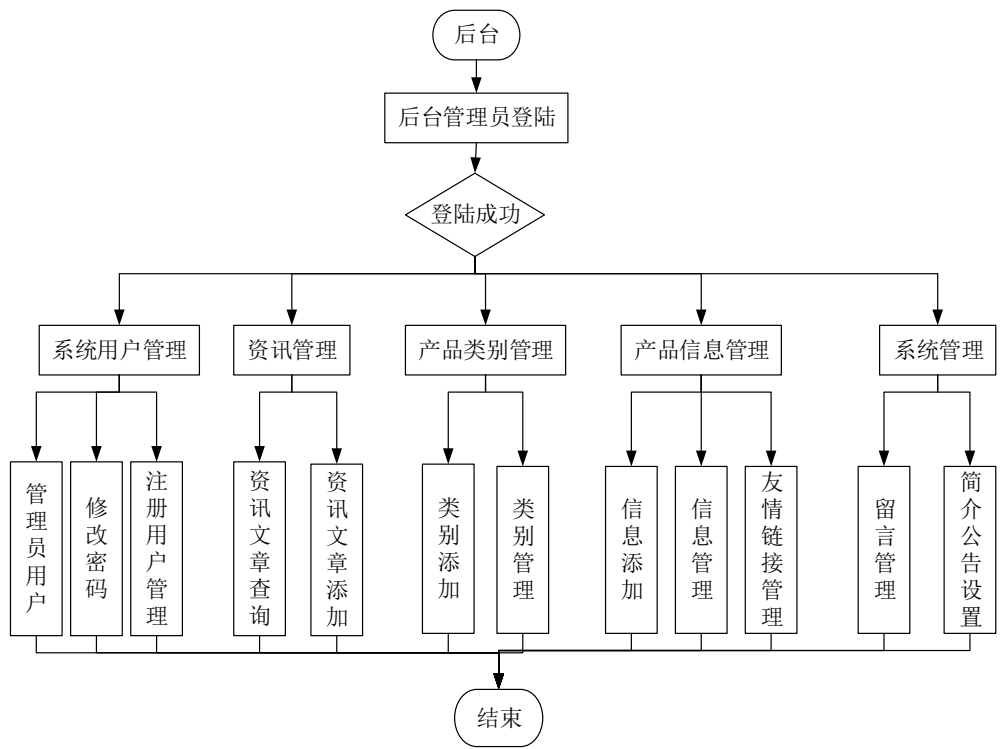 后台
后台管理员登陆
登陆成功
系统用户管理
资讯管理
产品类别管理
产品信息管理
系统管理
管理员用户
修改密码
注册用户管理
资讯文章查询
资讯文章添加
类别添加
类别管理
信息添加
信息管理
友情链接管理
留言管理
简介公告设置
结束